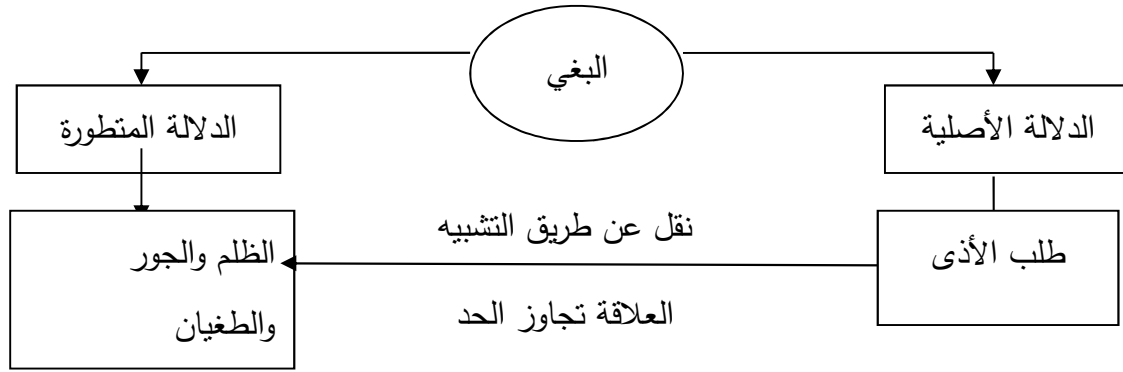 البغي
الدلالة الأصلية
الدلالة المتطورة
نقل عن طريق التشبيه
طلب الأذى
الظلم والجور
العلاقة تجاوز الحد
والطغيان